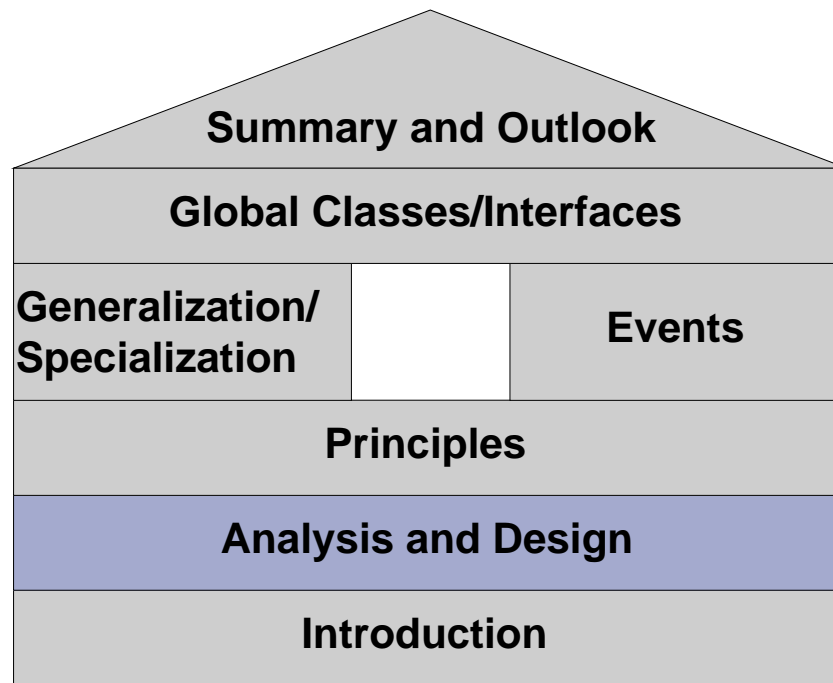 Summary and Outlook
Global Classes/Interfaces
Generalization/
Specialization
Events
Principles
Analysis and Design
Introduction